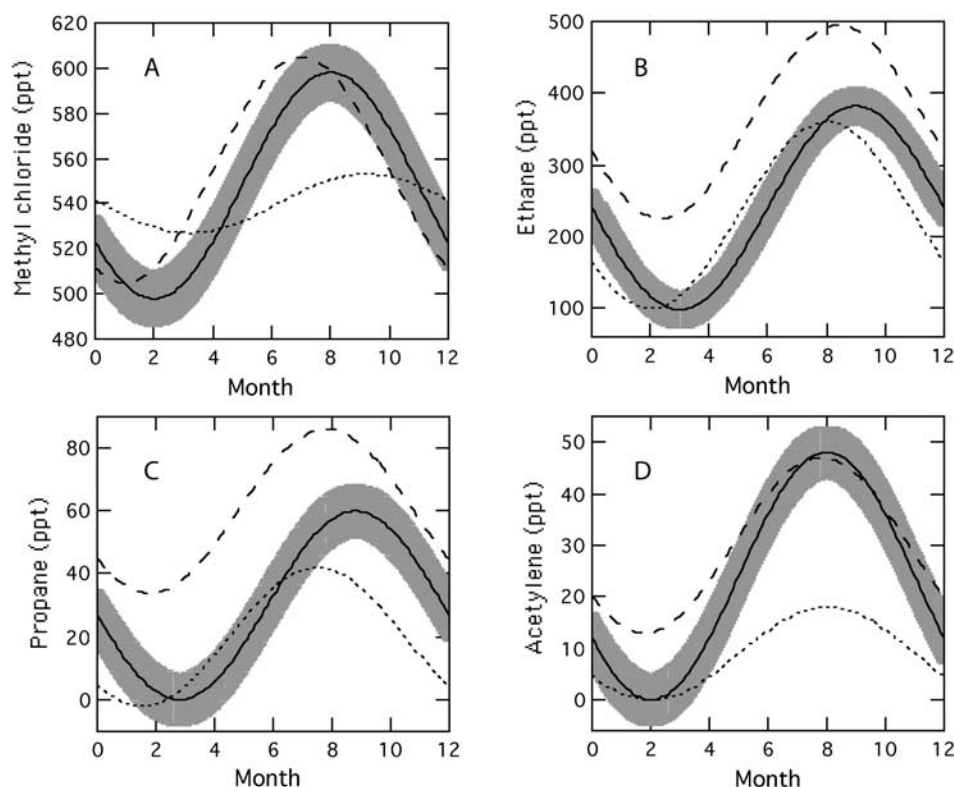 A
Methyl chloride (ppt)
620
600
580
560
540
520
500
480
0 2 4 6 8 10 12
Month
B
Ethane (ppt)
500
400
300
200
100
0 2 4 6 8 10 12
Month
C
Propane (ppt)
80
60
40
20
0
0 2 4 6 8 10 12
Month
D
Acetylene (ppt)
50
40
30
20
10
0
0 2 4 6 8 10 12
Month